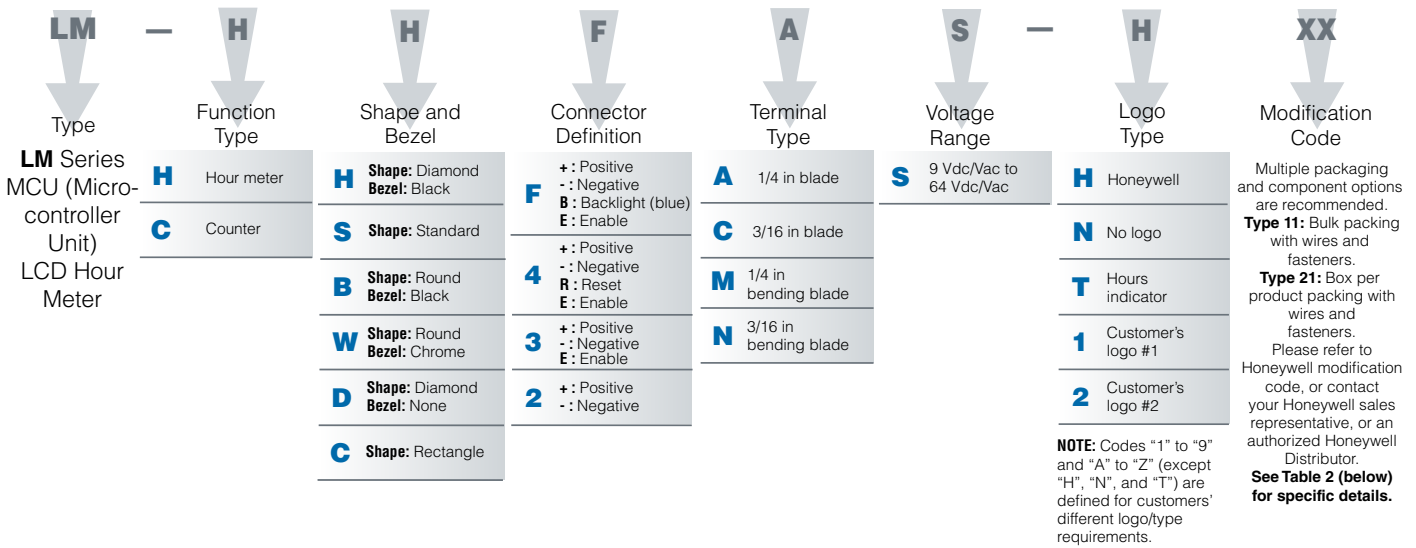 LM — H H F A S — H XX
Type
LM Series
MCU (Micro-
controller
Unit)
LCD Hour
Meter
Function
Type
H Hour meter
C Counter
Shape and
Bezel
H Shape: Diamond
Bezel: Black
S Shape: Standard
B Shape: Round
Bezel: Black
W Shape: Round
Bezel: Chrome
D Shape: Diamond
Bezel: None
C Shape: Rectangle
Connector
Definition
F
+ : Positive
- : Negative
B : Backlight (blue)
E : Enable
4
+ : Positive
- : Negative
R : Reset
E : Enable
3
+ : Positive
- : Negative
E : Enable
2
+ : Positive
- : Negative
Terminal
Type
A 1/4 in blade
C 3/16 in blade
M 1/4 in
bending blade
N 3/16 in
bending blade
Voltage
Range
S 9 Vdc/Vac to
64 Vdc/Vac
Logo
Type
H Honeywell
N No logo
T Hours
indicator
1 Customer's
logo #1
2 Customer's
logo #2
NOTE: Codes “1” to “9”
and “A” to “Z” (except
“H”, “N”, and “T”) are
defined for customers’
different logo/type
requirements.
Modification
Code
Multiple packaging
and component options
are recommended.
Type 11: Bulk packing
with wires and
fasteners.
Type 21: Box per
product packing with
wires and
fasteners.
Please refer to
Honeywell modification
code, or contact
your Honeywell sales
representative, or an
authorized Honeywell
Distributor.
See Table 2 (below)
for specific details.